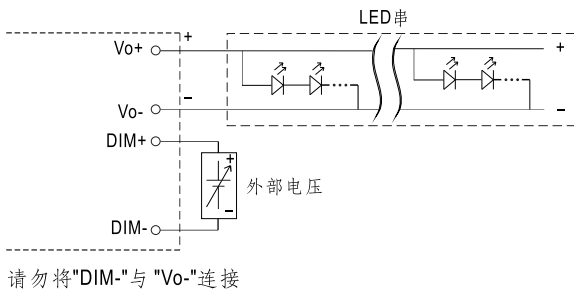 LED串
Vo+
+
+
-
Vo-
-
DIM+
+
外部电压
-
DIM-
请勿将"DIM-"与 "Vo-"连接